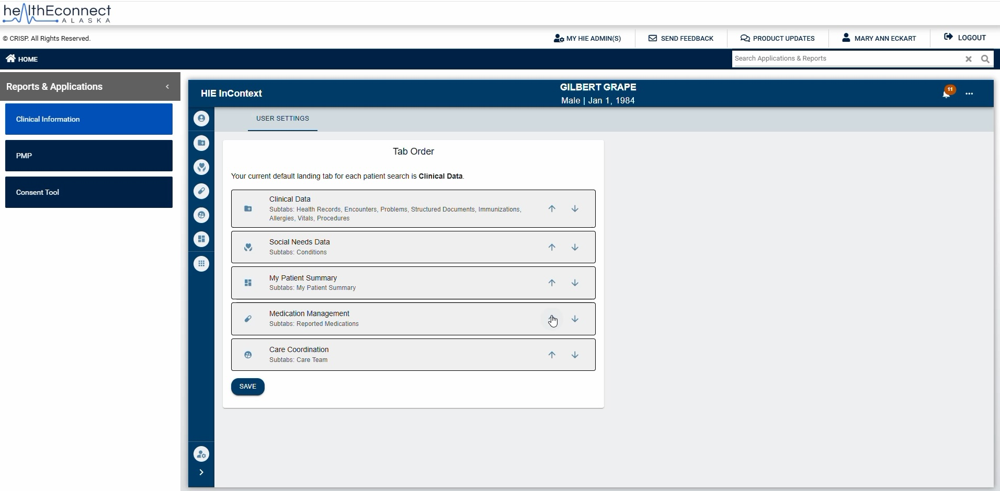 healthEconnect
ALASKA
© CRISP. All Rights Reserved.
MY HIE ADMIN(S)
SEND FEEDBACK
PRODUCT UPDATES
MARY ANN ECKART
LOGOUT
HOME
Search Applications & Reports
Reports & Applications
Clinical Information
PMP
Consent Tool
HIE InContext
GILBERT GRAPE
Male | Jan 1, 1984
11
USER SETTINGS
Tab Order
Your current default landing tab for each patient search is Clinical Data.
Clinical Data
Subtabs: Health Records, Encounters, Problems, Structured Documents, Immunizations,
Allergies, Vitals, Procedures
Social Needs Data
Subtabs: Conditions
My Patient Summary
Subtabs: My Patient Summary
Medication Management
Subtabs: Reported Medications
Care Coordination
Subtabs: Care Team
SAVE